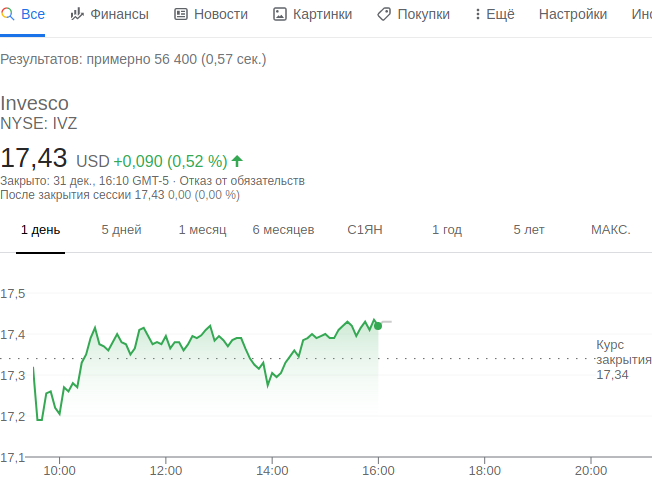 Все Финансы Новости Картинки Покупки Ещё Настройки
Результатов: примерно 56 400 (0,57 сек.)
Invesco
NYSE: IVZ
17,43 USD +0,090 (0,52 %)
Закрыто: 31 дек., 16:10 GMT-5 · Отказ от обязательств
После закрытия сессии 17,43 0,00 (0,00 %)
1 день 5 дней 1 месяц 6 месяцев С1ЯН 1 год 5 лет МАКС.
17,5
17,4
Курс
закрытия
17,34
17,3
17,2
17,1
10:00 12:00 14:00 16:00 18:00 20:00